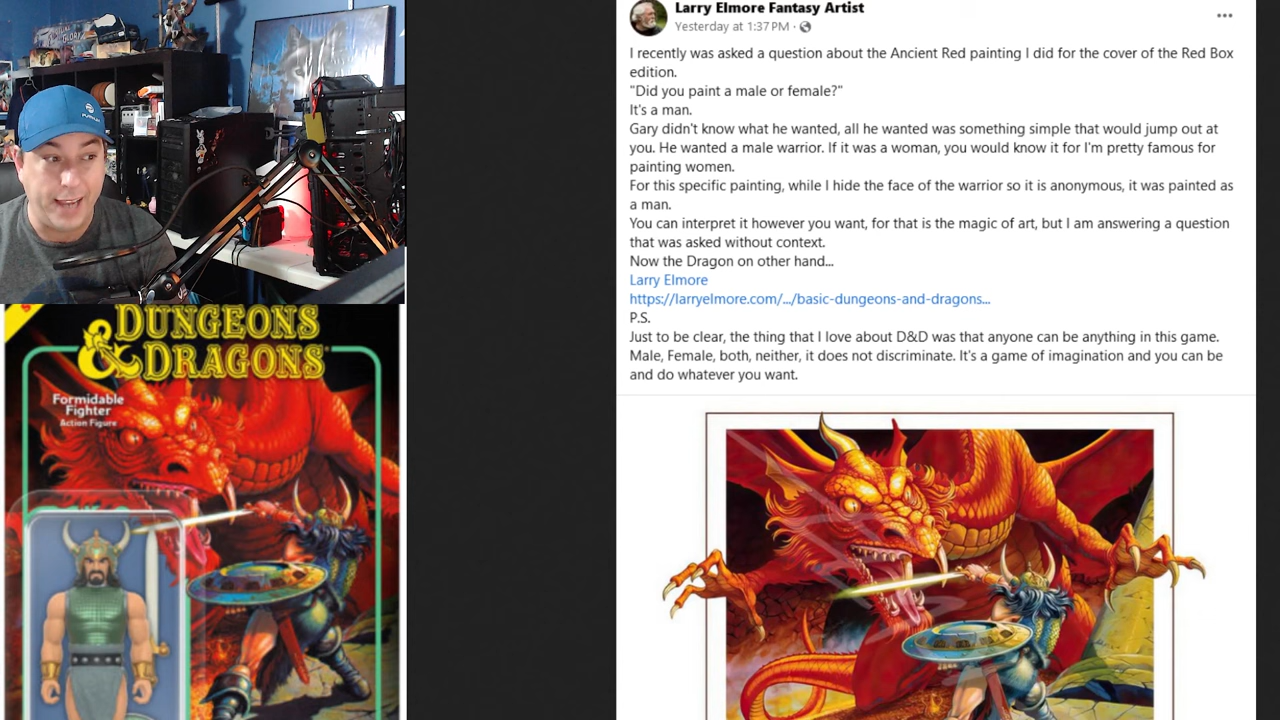 Larry Elmore Fantasy Artist
Yesterday at 1:37 PM ·
I recently was asked a question about the Ancient Red painting I did for the cover of the Red Box
edition.
"Did you paint a male or female?"
It's a man.
Gary didn't know what he wanted, all he wanted was something simple that would jump out at
you. He wanted a male warrior. If it was a woman, you would know it for I'm pretty famous for
painting women.
For this specific painting, while I hide the face of the warrior so it is anonymous, it was painted as
a man.
You can interpret it however you want, for that is the magic of art, but I am answering a question
that was asked without context.
Now the Dragon on other hand...
Larry Elmore
https://larryelmore.com/.../basic-dungeons-and-dragons...
P.S.
Just to be clear, the thing that I love about D&D was that anyone can be anything in this game.
Male, Female, both, neither, it does not discriminate. It's a game of imagination and you can be
and do whatever you want.
DUNGEONS
& DRAGONS
Formidable
Fighter
Action Figure